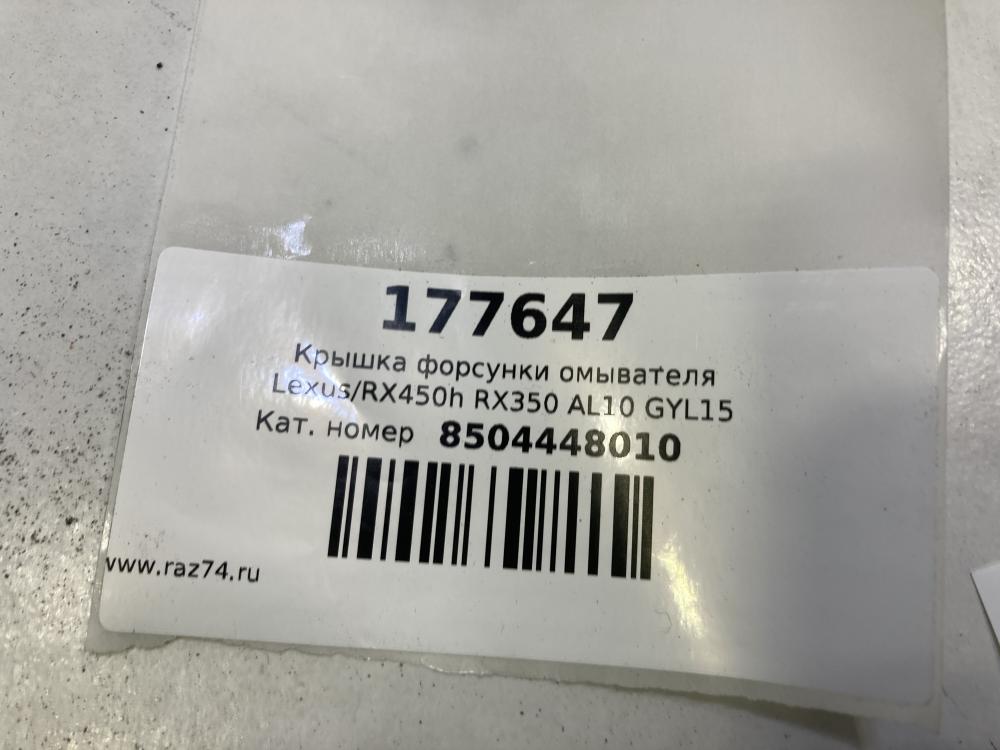 177647
Крышка форсунки омывателя
Lexus/RX450h RX350 AL10 GYL15
Кат. номер 8504448010
www.raz74.ru